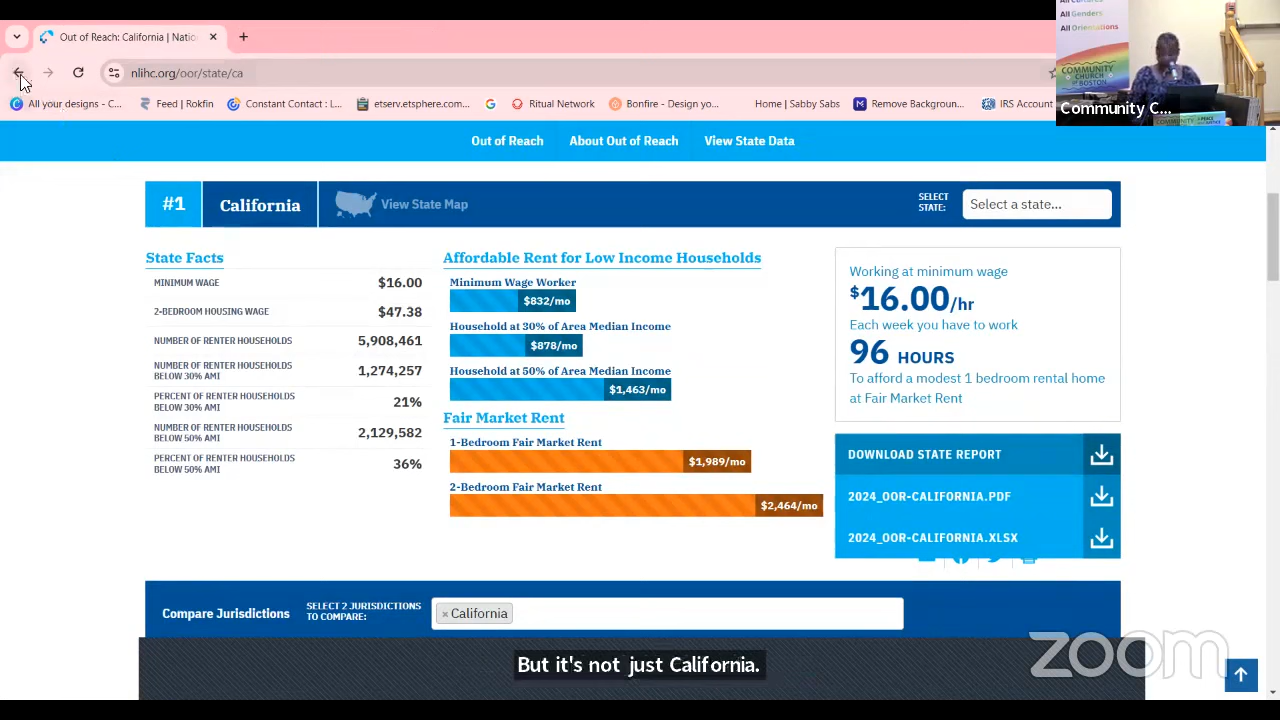 Out of Reach: California | Natio
nlihc.org/oor/state/ca
All your designs - C...
Feed | Rokfin
Constant Contact : L...
etserv.etsphere.com...
Ritual Network
Bonfire - Design yo...
Home | Sabby Sabs
Remove Backgroun...
IRS Account
All Genders
All Orientations
COMMUNITY
CHURCH
OF BOSTON
Community C...
Out of Reach
About Out of Reach
View State Data
#1
California
View State Map
SELECT
STATE:
Select a state...
State Facts
MINIMUM WAGE $16.00
2-BEDROOM HOUSING WAGE $47.38
NUMBER OF RENTER HOUSEHOLDS 5,908,461
NUMBER OF RENTER HOUSEHOLDS
BELOW 30% AMI 1,274,257
PERCENT OF RENTER HOUSEHOLDS
BELOW 30% AMI 21%
NUMBER OF RENTER HOUSEHOLDS
BELOW 50% AMI 2,129,582
PERCENT OF RENTER HOUSEHOLDS
BELOW 50% AMI 36%
Affordable Rent for Low Income Households
Minimum Wage Worker
$832/mo
Household at 30% of Area Median Income
$878/mo
Household at 50% of Area Median Income
$1,463/mo
Fair Market Rent
1-Bedroom Fair Market Rent
$1,989/mo
2-Bedroom Fair Market Rent
$2,464/mo
Working at minimum wage
$16.00/hr
Each week you have to work
96 HOURS
To afford a modest 1 bedroom rental home
at Fair Market Rent
DOWNLOAD STATE REPORT
2024_OOR-CALIFORNIA.PDF
2024_OOR-CALIFORNIA.XLSX
Compare Jurisdictions
SELECT 2 JURISDICTIONS
TO COMPARE:
× California
But it's not just California.
zoom